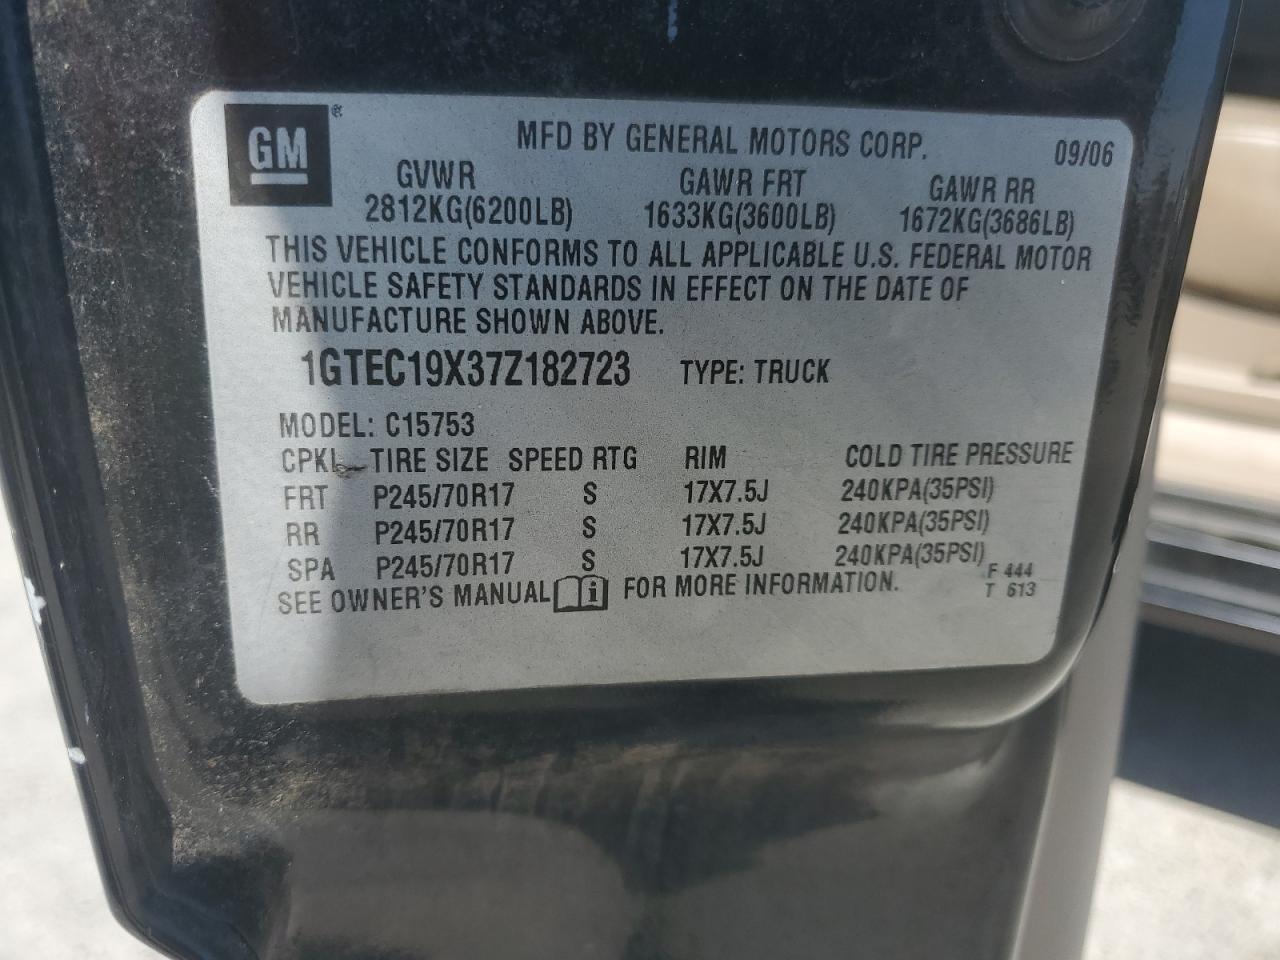 GM®
MFD BY GENERAL MOTORS CORP. 09/06
GVWR GAWR FRT GAWR RR
2812KG(6200LB) 1633KG(3600LB) 1672KG(3686LB)
THIS VEHICLE CONFORMS TO ALL APPLICABLE U.S. FEDERAL MOTOR
VEHICLE SAFETY STANDARDS IN EFFECT ON THE DATE OF
MANUFACTURE SHOWN ABOVE.
1GTEC19X37Z182723 TYPE: TRUCK
MODEL: C15753
CPKL TIRE SIZE SPEED RTG RIM COLD TIRE PRESSURE
FRT P245/70R17 S 17X7.5J 240KPA(35PSI)
RR P245/70R17 S 17X7.5J 240KPA(35PSI)
SPA P245/70R17 S 17X7.5J 240KPA(35PSI)
SEE OWNER'S MANUAL i FOR MORE INFORMATION.
F 444
T 613